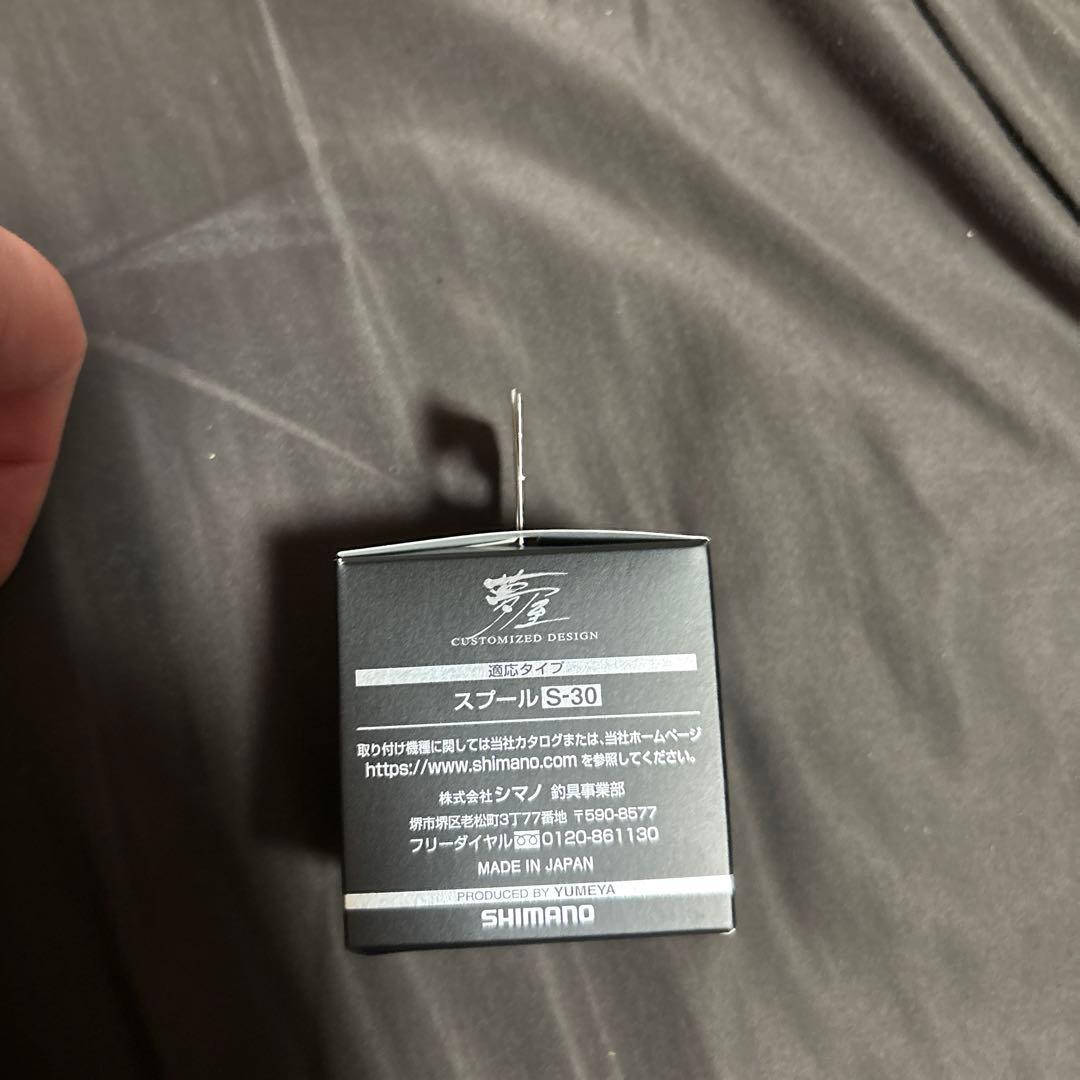 夢屋
CUSTOMIZED DESIGN
適応タイプ
スプール S-30
取り付け機種に関しては当社カタログまたは、当社ホームページ
https://www.shimano.com を参照してください。
株式会社シマノ 釣具事業部
堺市堺区老松町3丁77番地 〒590-8577
フリーダイヤル 0120-861130
MADE IN JAPAN
PRODUCED BY YUMEYA
SHIMANO